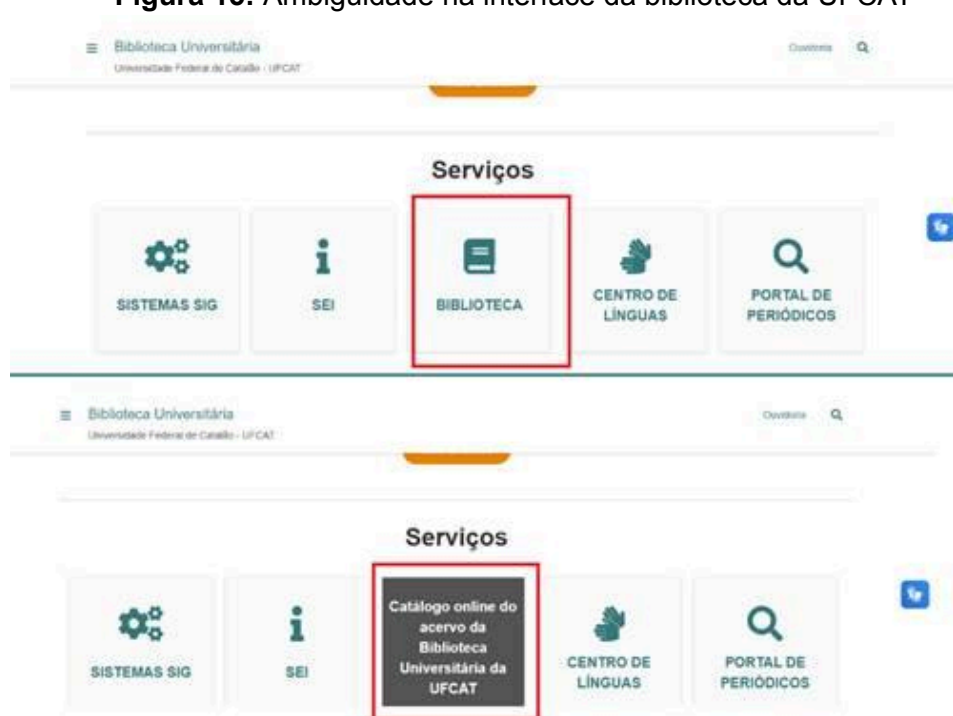 Figura 16: Ambiguidade na interface da biblioteca da UFCAT
Biblioteca Universitária
Universidade Federal de Catalão - UFCAT
Ouvidoria
Serviços
SISTEMAS SIG
SEI
BIBLIOTECA
CENTRO DE
LÍNGUAS
PORTAL DE
PERIÓDICOS
Biblioteca Universitária
Universidade Federal de Catalão - UFCAT
Ouvidoria
Serviços
SISTEMAS SIG
SEI
Catálogo online do
acervo da
Biblioteca
Universitária da
UFCAT
CENTRO DE
LÍNGUAS
PORTAL DE
PERIÓDICOS